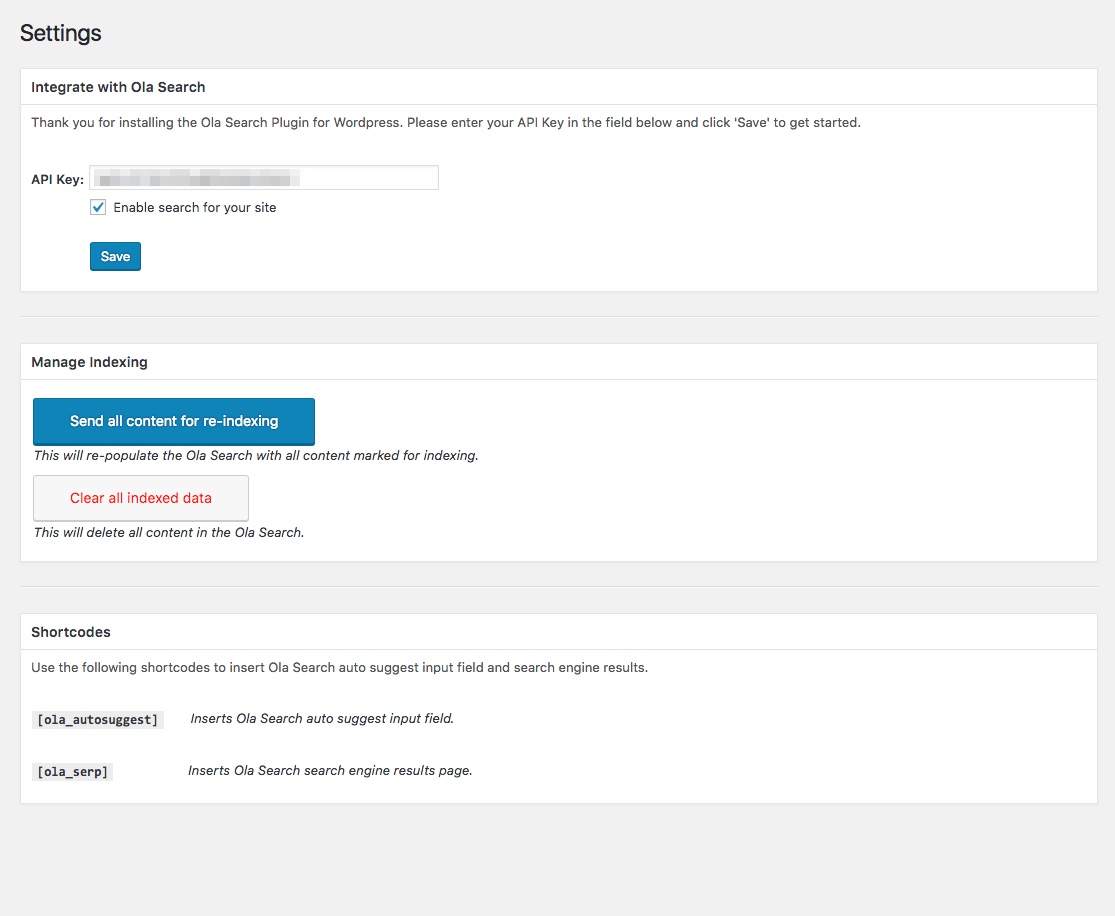 Settings
Integrate with Ola Search
Thank you for installing the Ola Search Plugin for Wordpress. Please enter your API Key in the field below and click 'Save' to get started.
API Key:
Enable search for your site
Save
Manage Indexing
Send all content for re-indexing
This will re-populate the Ola Search with all content marked for indexing.
Clear all indexed data
This will delete all content in the Ola Search.
Shortcodes
Use the following shortcodes to insert Ola Search auto suggest input field and search engine results.
[ola_autosuggest] Inserts Ola Search auto suggest input field.
[ola_serp] Inserts Ola Search search engine results page.